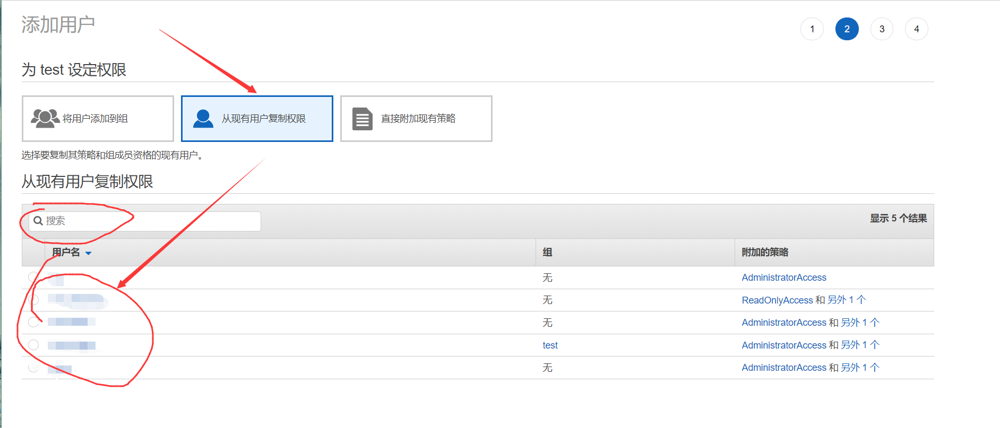 添加用户
1 2 3 4
为 test 设定权限
将用户添加到组
从现有用户复制权限
直接附加现有策略
选择要复制其策略和组成员资格的现有用户。
从现有用户复制权限
搜索
显示 5 个结果
用户名 组 附加的策略
无 AdministratorAccess
无 ReadOnlyAccess 和 另外 1 个
无 AdministratorAccess 和 另外 1 个
test AdministratorAccess 和 另外 1 个
无 AdministratorAccess 和 另外 1 个